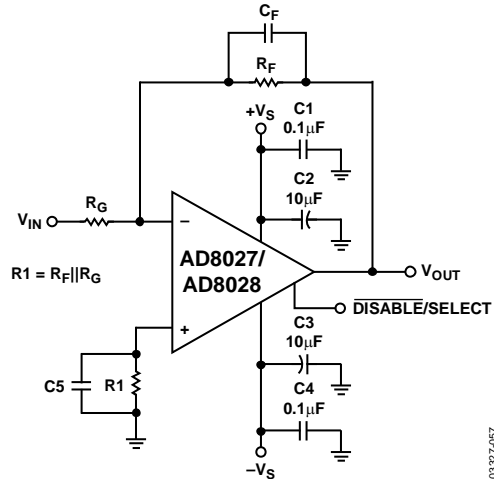 CF
RF
+VS
C1
0.1μF
C2
10μF
RG
VIN
−
AD8027/
AD8028
VOUT
R1 = RF||RG
DISABLE/SELECT
+
C3
10μF
C5
R1
C4
0.1μF
−VS
03327-057